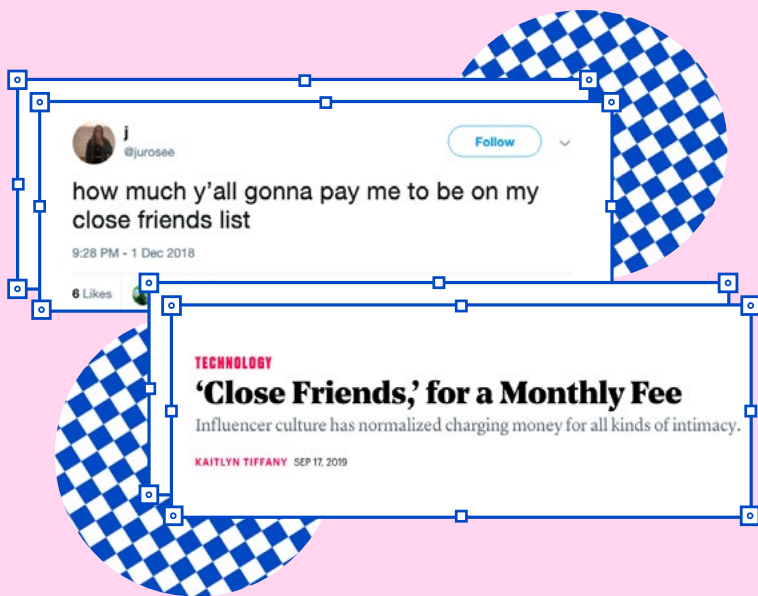 j
@jurosee
Follow
how much y’all gonna pay me to be on my
close friends list
9:28 PM - 1 Dec 2018
6 Likes
TECHNOLOGY
‘Close Friends,’ for a Monthly Fee
Influencer culture has normalized charging money for all kinds of intimacy.
KAITLYN TIFFANY SEP 17, 2019